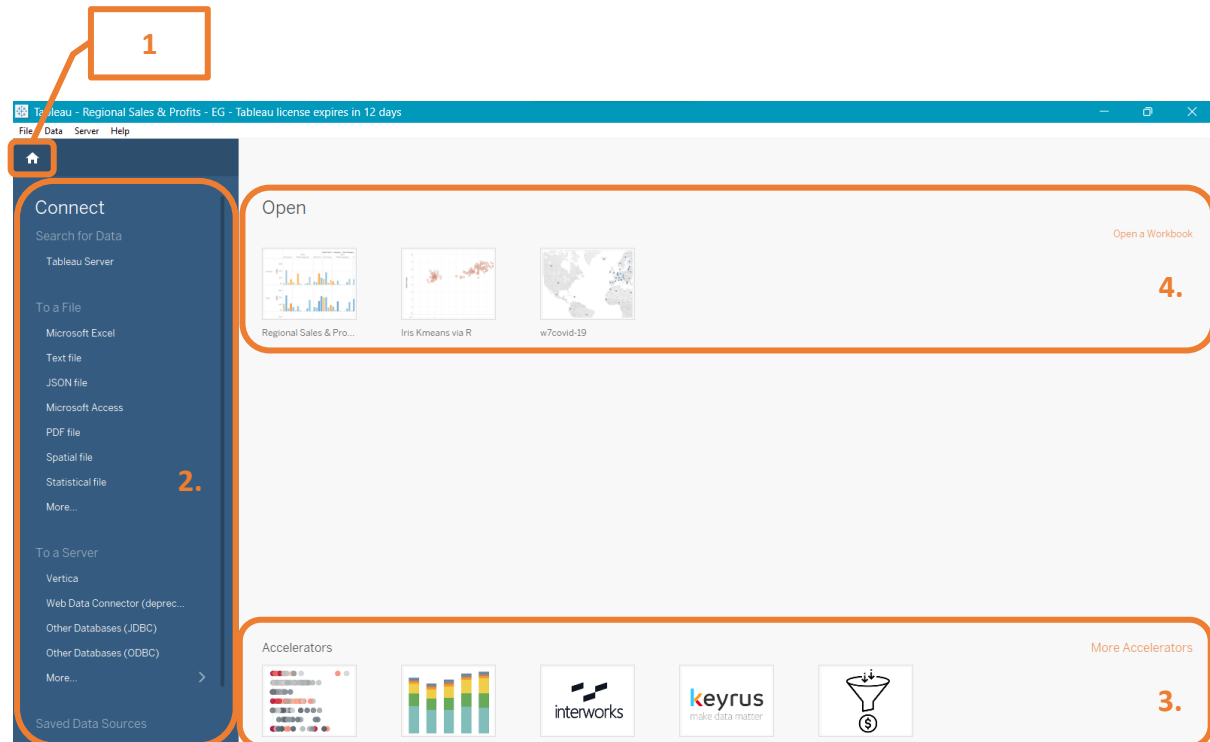 1
Tableau - Regional Sales & Profits - EG - Tableau license expires in 12 days
File Data Server Help
Connect
Search for Data
Tableau Server
To a File
Microsoft Excel
Text file
JSON file
Microsoft Access
PDF file
Spatial file
Statistical file
More...
2.
To a Server
Vertica
Web Data Connector (deprec...
Other Databases (JDBC)
Other Databases (ODBC)
More...
Saved Data Sources
Open
Open a Workbook
4.
Regional Sales & Pro...
Iris Kmeans via R
w7covid-19
Accelerators
More Accelerators
interworks
keyrus
make data matter
$
3.